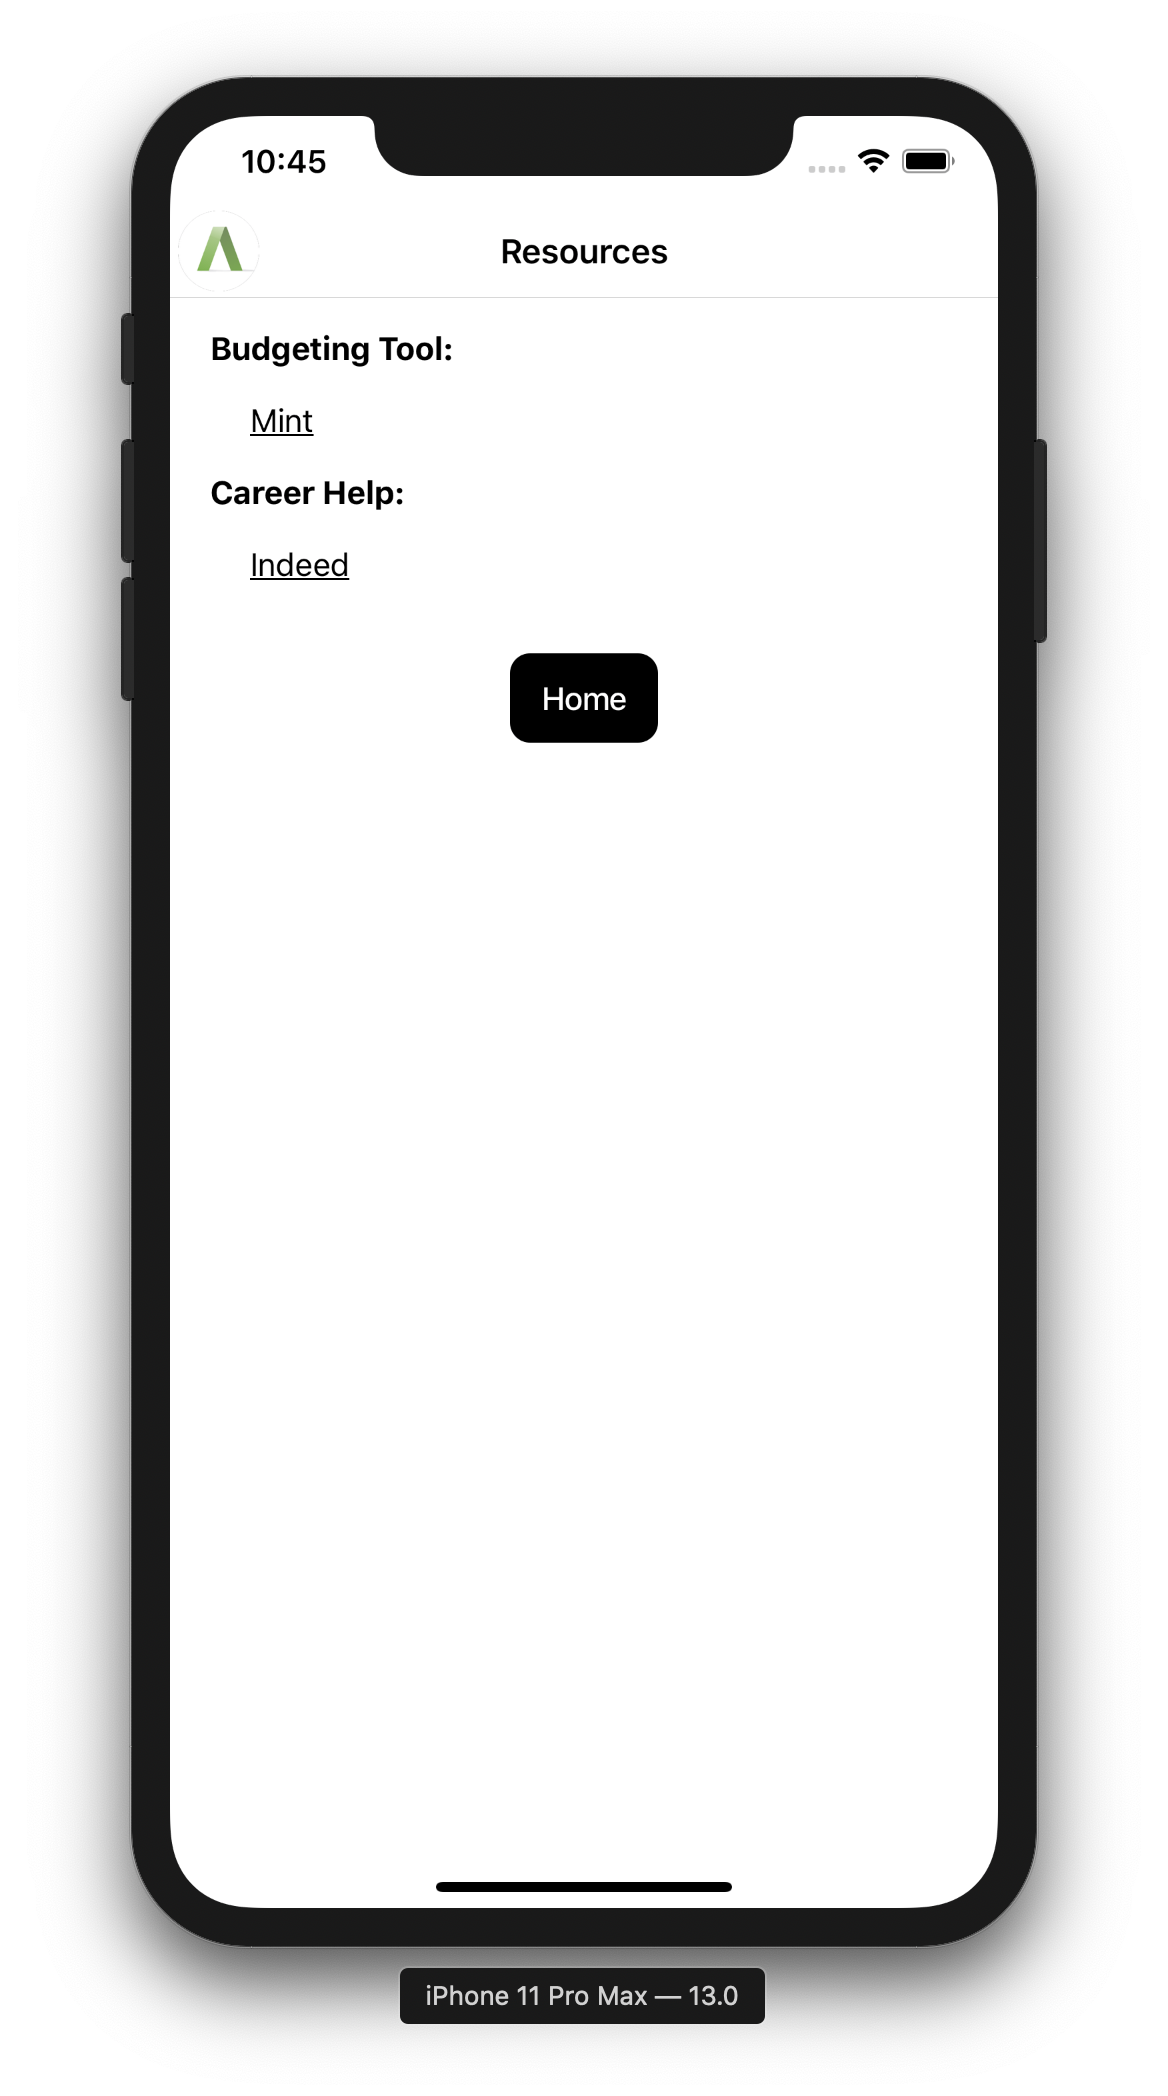 10:45
Resources
Budgeting Tool:
Mint
Career Help:
Indeed
Home
iPhone 11 Pro Max — 13.0